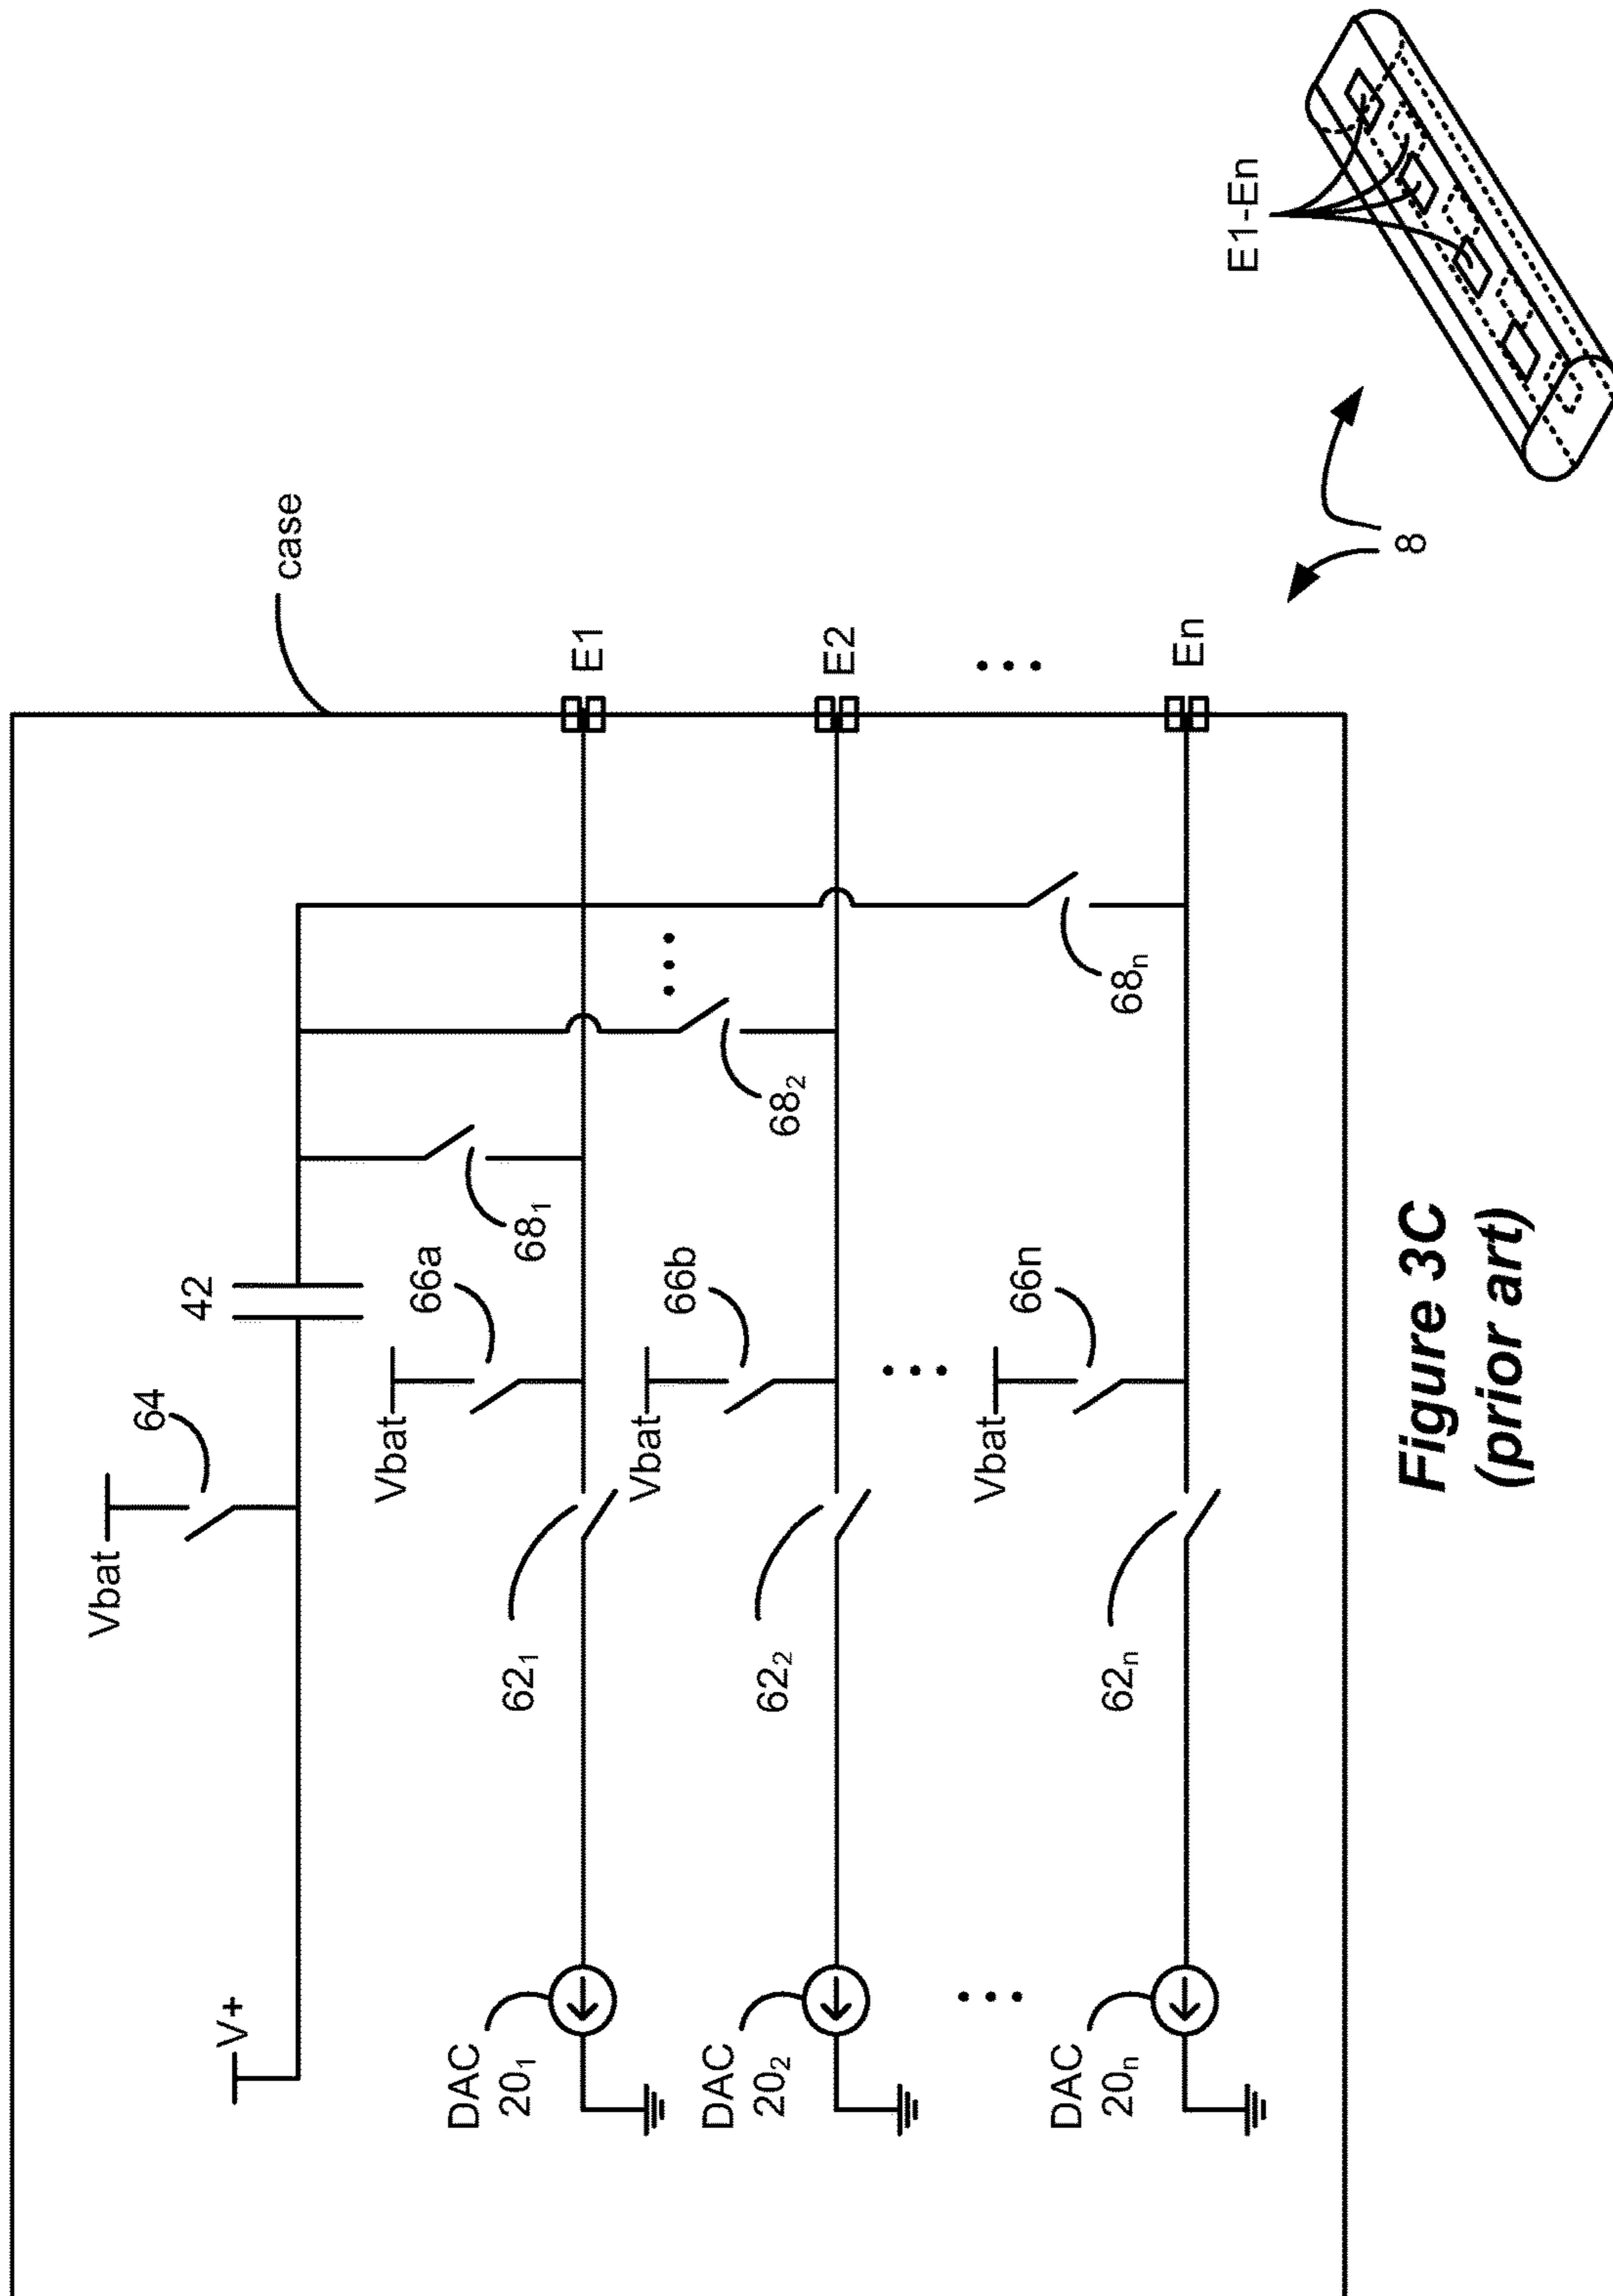 V+
Vbat
64
42
case
DAC
20₁
62₁
Vbat
66a
68₁
E1
DAC
20₂
62₂
Vbat
66b
68₂
E2
DAC
20ₙ
62ₙ
Vbat
66n
68ₙ
En
8
E1-En
Figure 3C
(prior art)